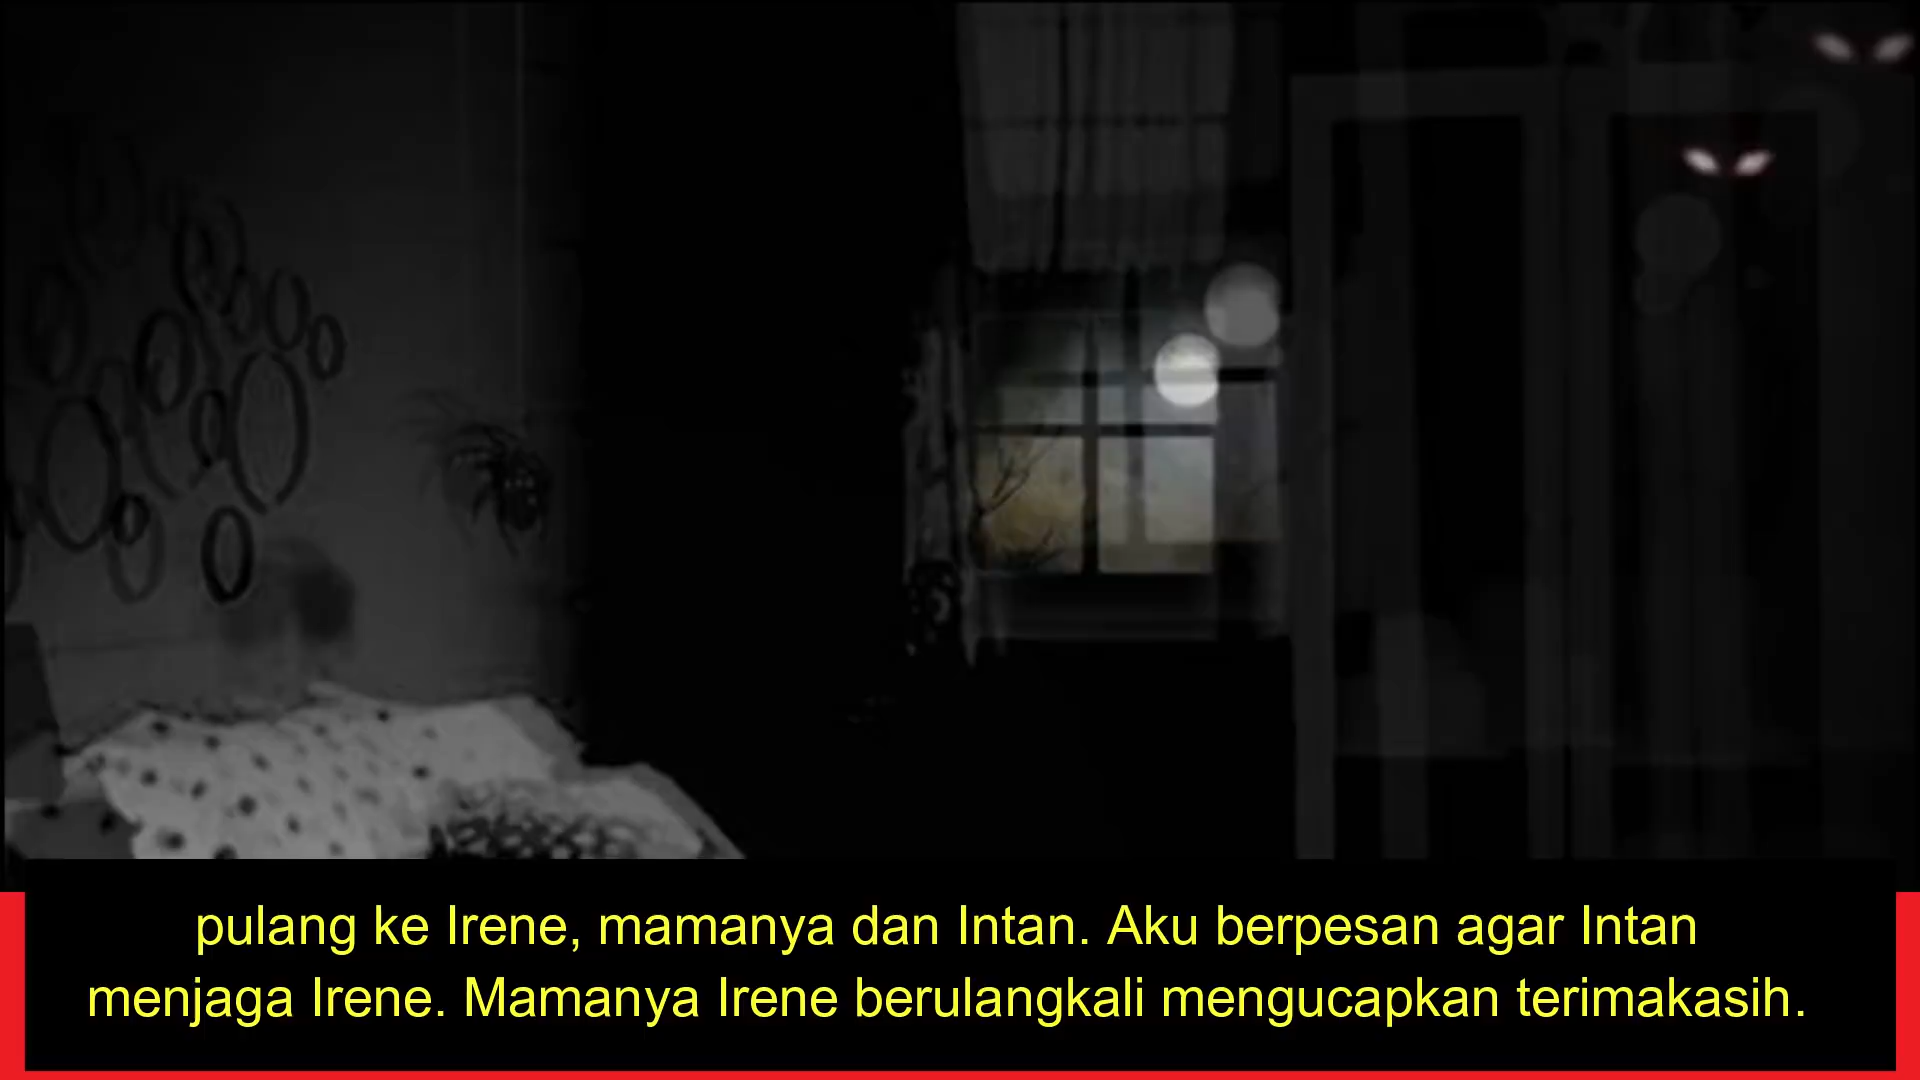 pulang ke Irene, mamanya dan Intan. Aku berpesan agar Intan
menjaga Irene. Mamanya Irene berulangkali mengucapkan terimakasih.